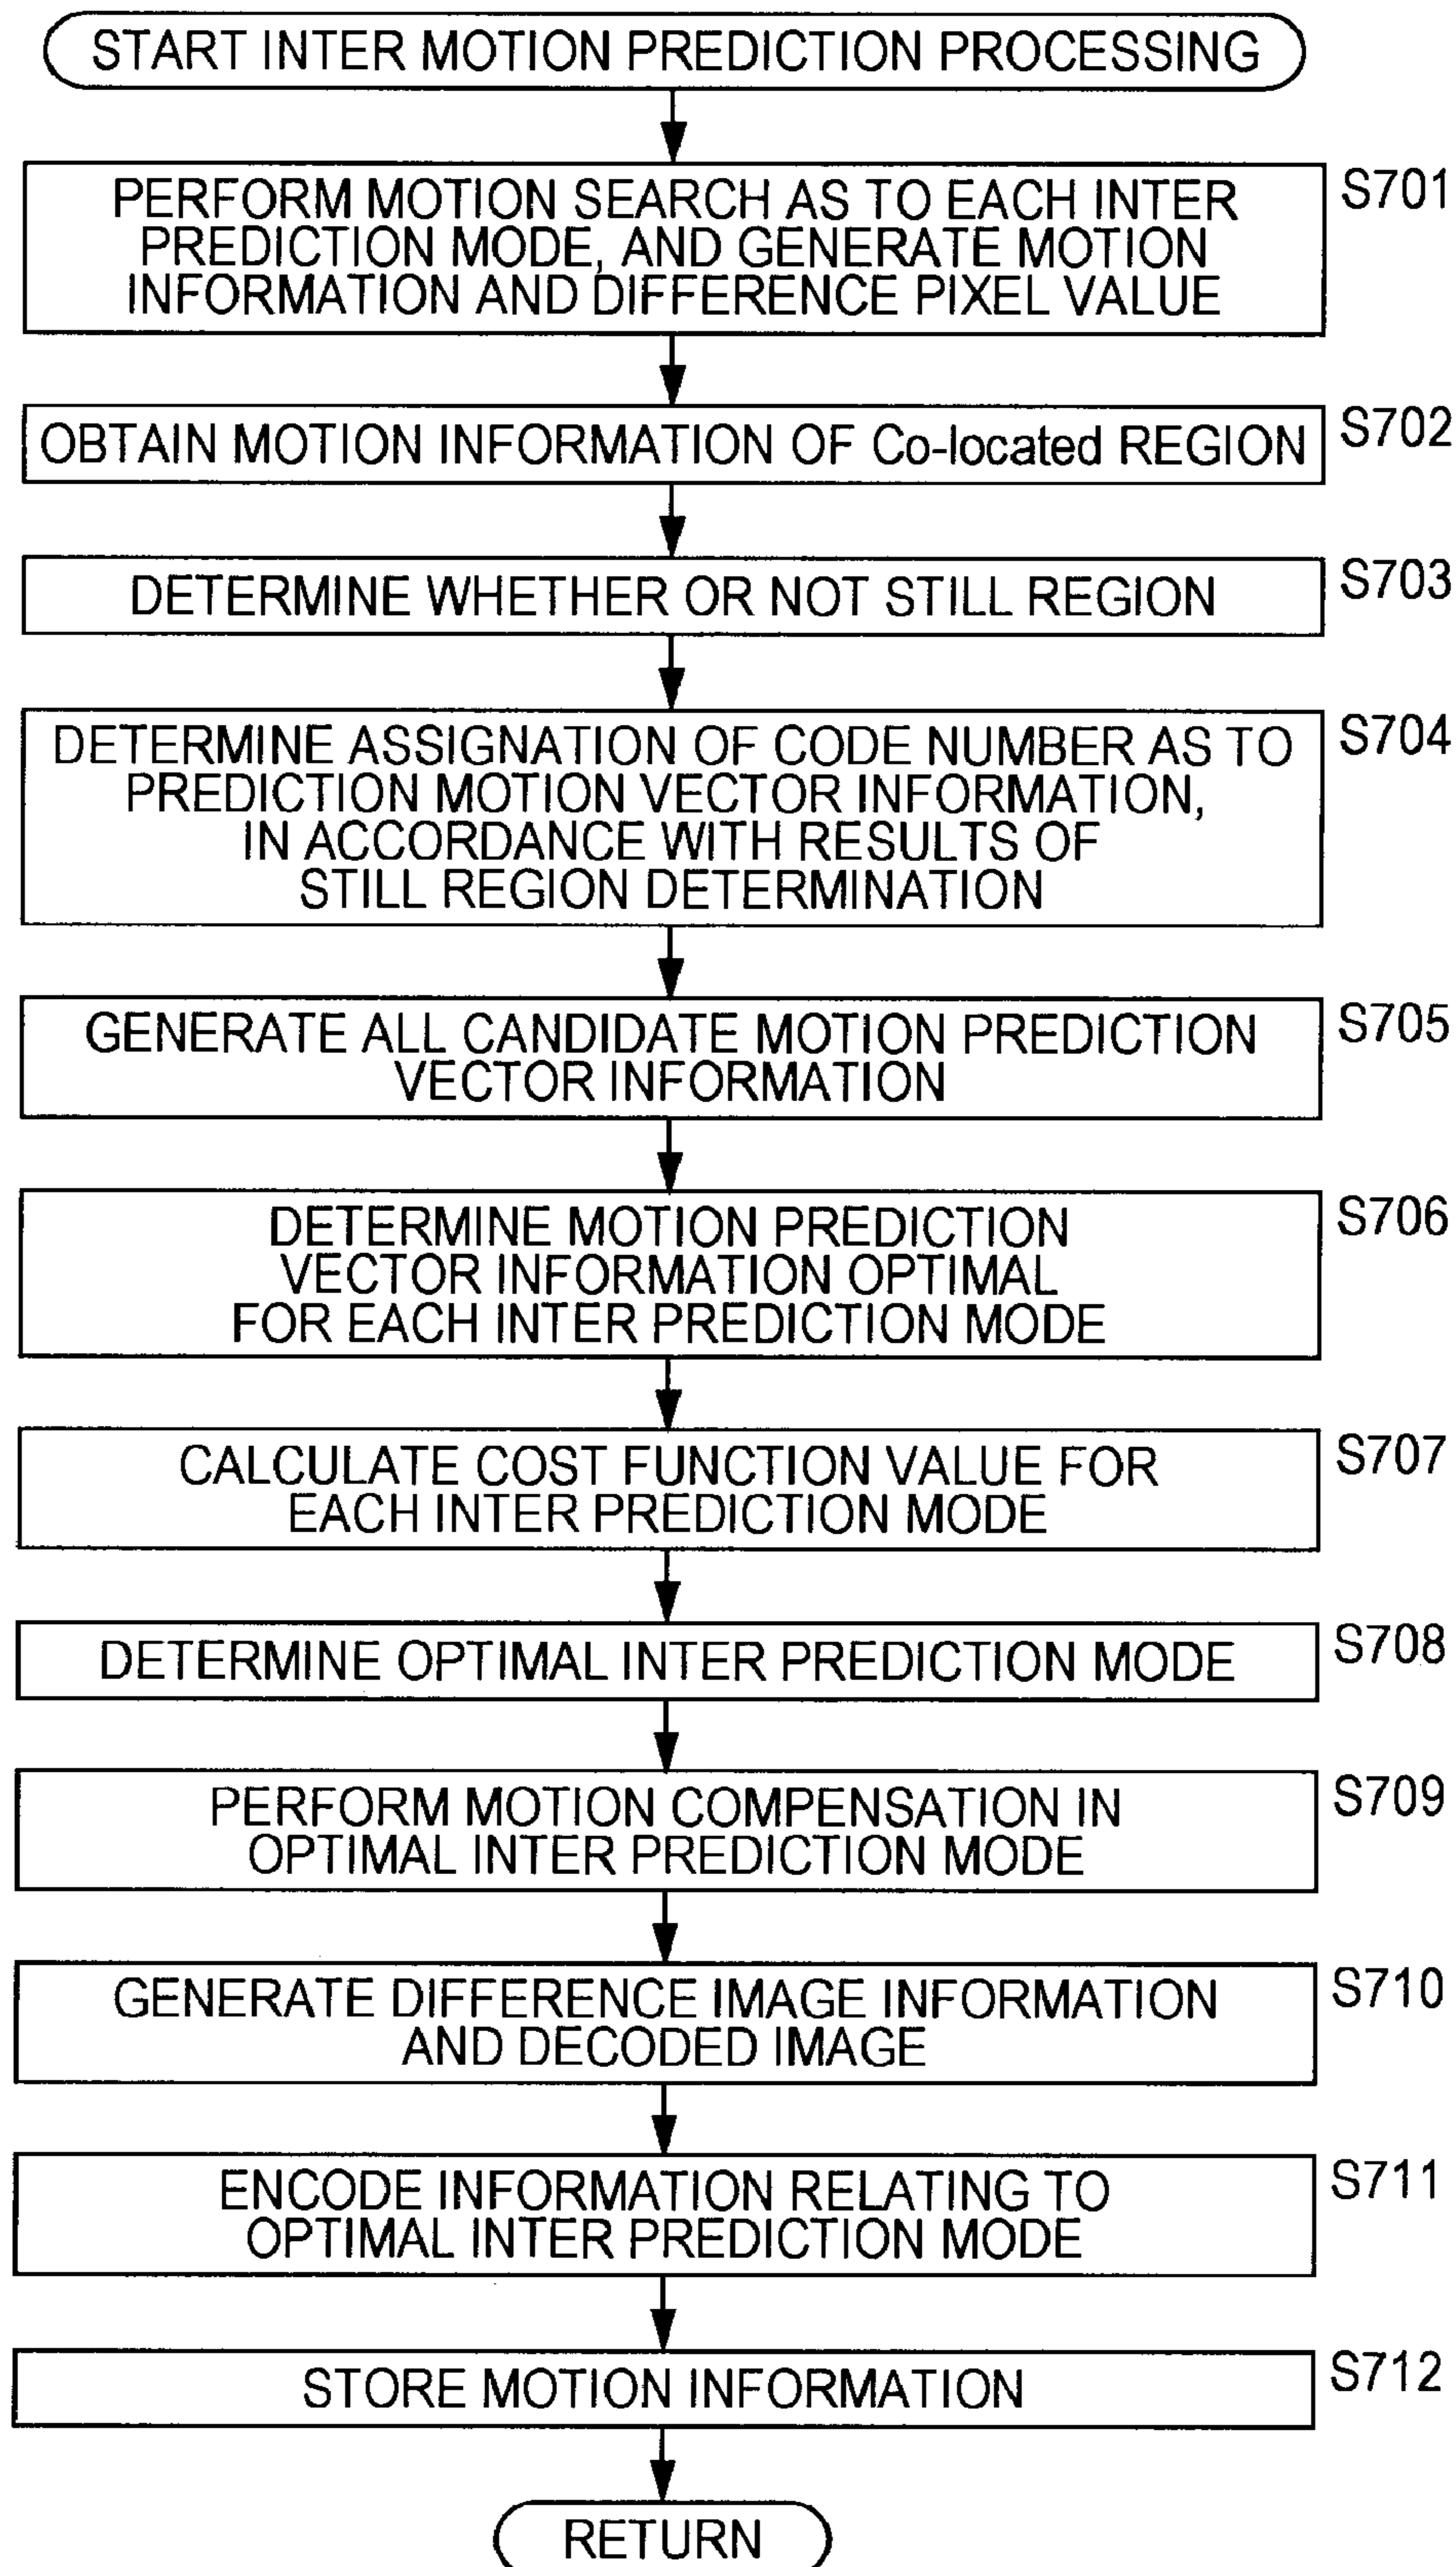 START INTER MOTION PREDICTION PROCESSING
PERFORM MOTION SEARCH AS TO EACH INTER
PREDICTION MODE, AND GENERATE MOTION
INFORMATION AND DIFFERENCE PIXEL VALUE
S701
OBTAIN MOTION INFORMATION OF Co-located REGION
S702
DETERMINE WHETHER OR NOT STILL REGION
S703
DETERMINE ASSIGNATION OF CODE NUMBER AS TO
PREDICTION MOTION VECTOR INFORMATION,
IN ACCORDANCE WITH RESULTS OF
STILL REGION DETERMINATION
S704
GENERATE ALL CANDIDATE MOTION PREDICTION
VECTOR INFORMATION
S705
DETERMINE MOTION PREDICTION
VECTOR INFORMATION OPTIMAL
FOR EACH INTER PREDICTION MODE
S706
CALCULATE COST FUNCTION VALUE FOR
EACH INTER PREDICTION MODE
S707
DETERMINE OPTIMAL INTER PREDICTION MODE
S708
PERFORM MOTION COMPENSATION IN
OPTIMAL INTER PREDICTION MODE
S709
GENERATE DIFFERENCE IMAGE INFORMATION
AND DECODED IMAGE
S710
ENCODE INFORMATION RELATING TO
OPTIMAL INTER PREDICTION MODE
S711
STORE MOTION INFORMATION
S712
RETURN